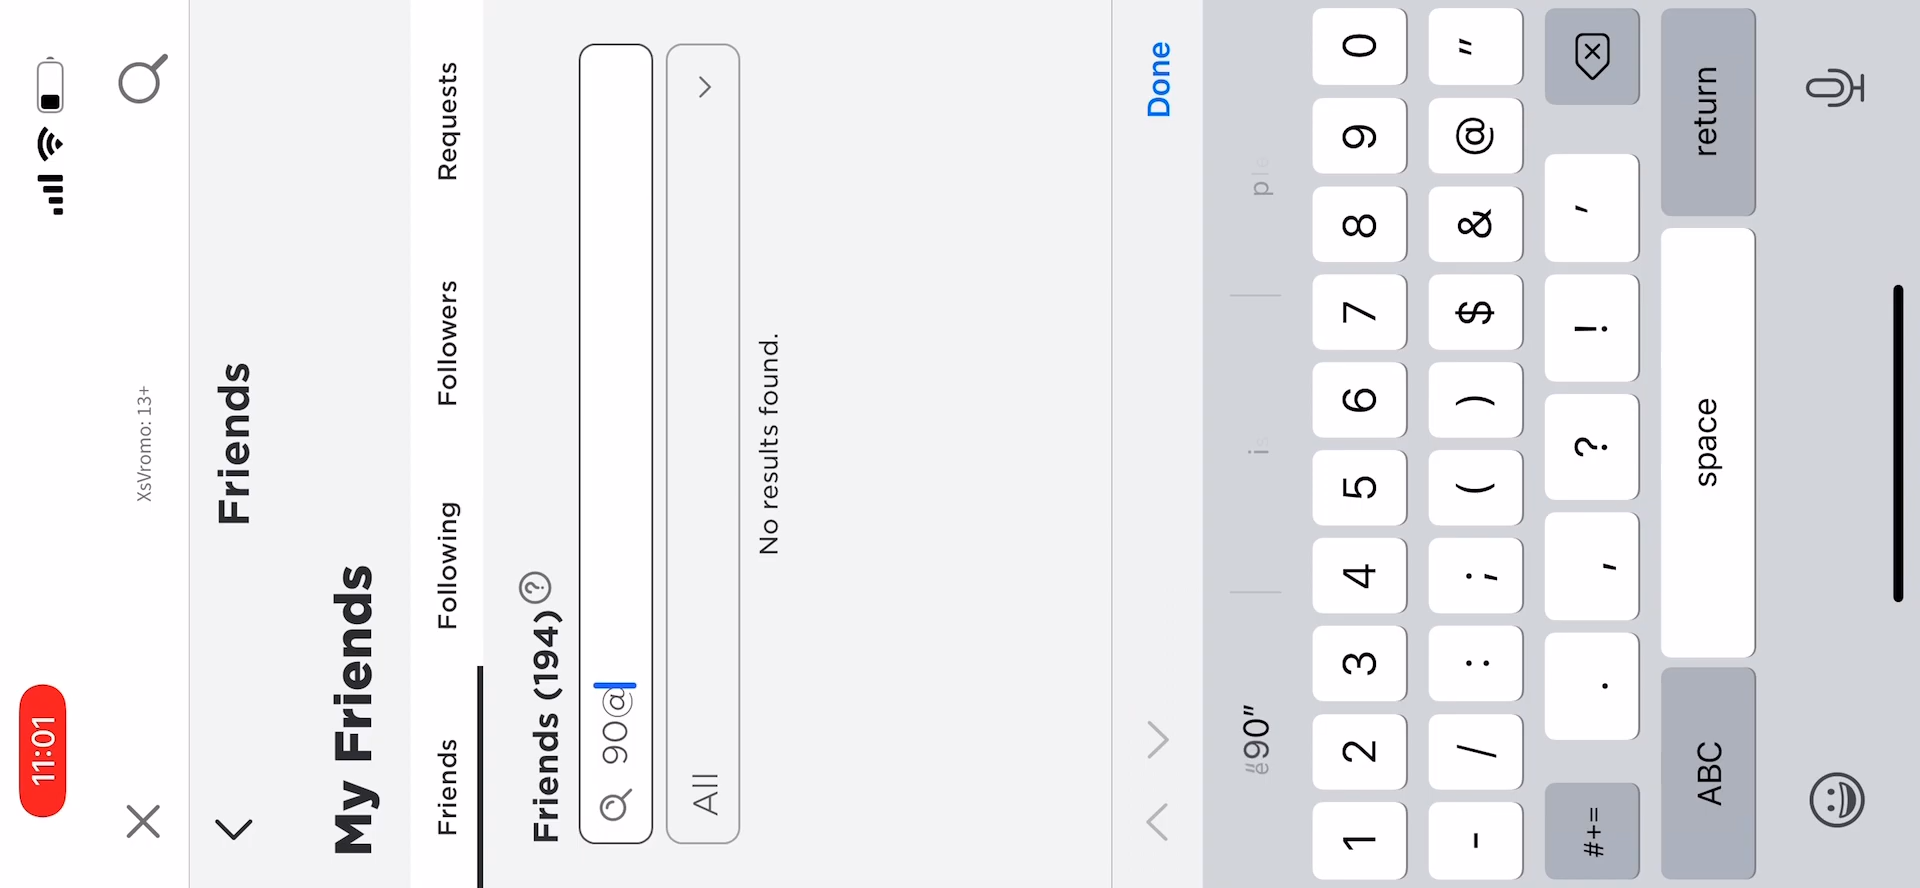 11:01
XsVromo: 13+
Friends
My Friends
Friends Following Followers Requests
Friends (194)
90@
All
No results found.
Done
"90" is
1 2 3 4 5 6 7 8 9 0
- / : ; ( ) $ & @ "
#+= . , ? ! '
ABC space return